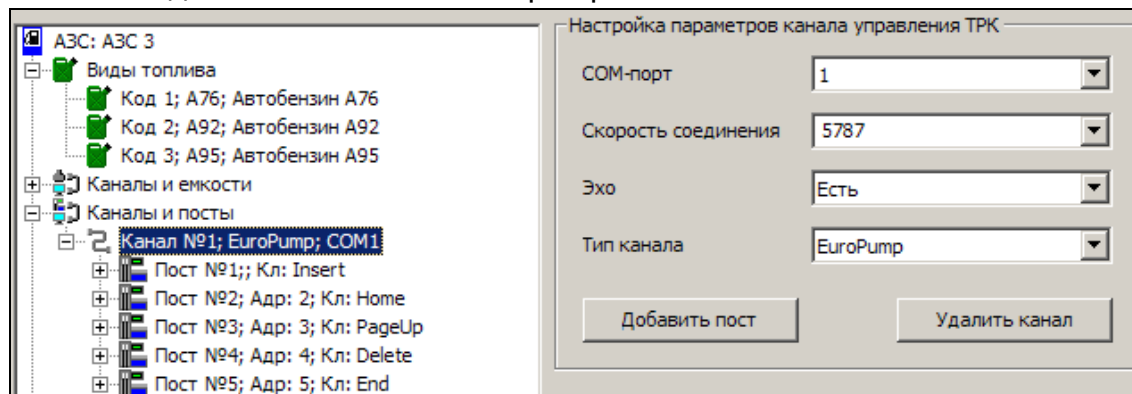 АЗС: АЗС 3
Виды топлива
Код 1; А76; Автобензин А76
Код 2; А92; Автобензин А92
Код 3; А95; Автобензин А95
Каналы и емкости
Каналы и посты
Канал №1; EuroPump; COM1
Пост №1;; Кл: Insert
Пост №2; Адр: 2; Кл: Home
Пост №3; Адр: 3; Кл: PageUp
Пост №4; Адр: 4; Кл: Delete
Пост №5; Адр: 5; Кл: End
Настройка параметров канала управления ТРК
COM-порт 1
Скорость соединения 5787
Эхо Есть
Тип канала EuroPump
Добавить пост Удалить канал